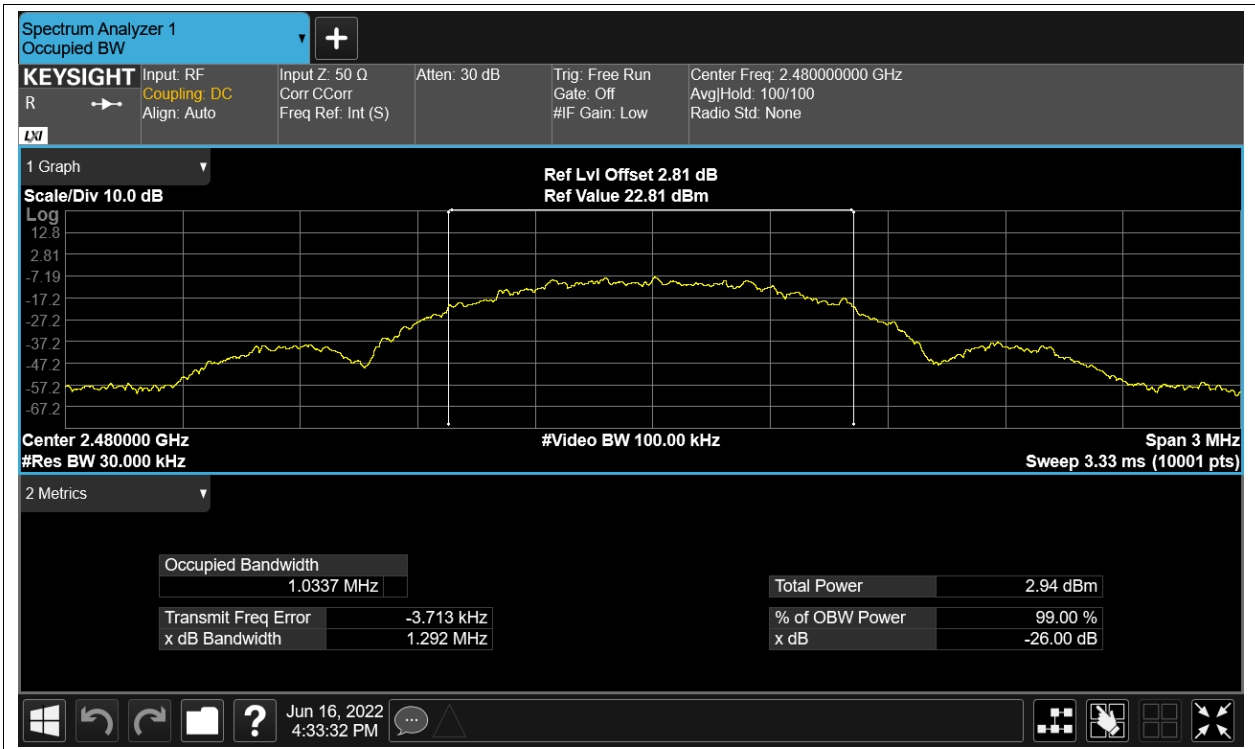 Spectrum Analyzer 1
Occupied BW
KEYSIGHT
R
LXI
Input: RF
Coupling: DC
Align: Auto
Input Z: 50 Ω
Corr CCorr
Freq Ref: Int (S)
Atten: 30 dB
Trig: Free Run
Gate: Off
#IF Gain: Low
Center Freq: 2.480000000 GHz
Avg|Hold: 100/100
Radio Std: None
1 Graph
Scale/Div 10.0 dB
Ref Lvl Offset 2.81 dB
Ref Value 22.81 dBm
Log
12.8
2.81
-7.19
-17.2
-27.2
-37.2
-47.2
-57.2
-67.2
Center 2.480000 GHz
#Video BW 100.00 kHz
Span 3 MHz
#Res BW 30.000 kHz
Sweep 3.33 ms (10001 pts)
2 Metrics
Occupied Bandwidth
1.0337 MHz
Total Power 2.94 dBm
Transmit Freq Error -3.713 kHz
% of OBW Power 99.00 %
x dB Bandwidth 1.292 MHz
x dB -26.00 dB
?
Jun 16, 2022
4:33:32 PM